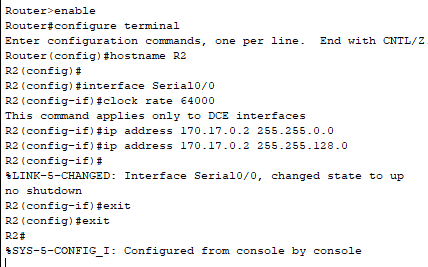 Router>enable
Router#configure terminal
Enter configuration commands, one per line.  End with CNTL/Z
Router(config)#hostname R2
R2(config)#
R2(config)#interface Serial0/0
R2(config-if)#clock rate 64000
This command applies only to DCE interfaces
R2(config-if)#ip address 170.17.0.2 255.255.0.0
R2(config-if)#ip address 170.17.0.2 255.255.128.0
R2(config-if)#
%LINK-5-CHANGED: Interface Serial0/0, changed state to up
no shutdown
R2(config-if)#exit
R2(config)#exit
R2#
%SYS-5-CONFIG_I: Configured from console by console